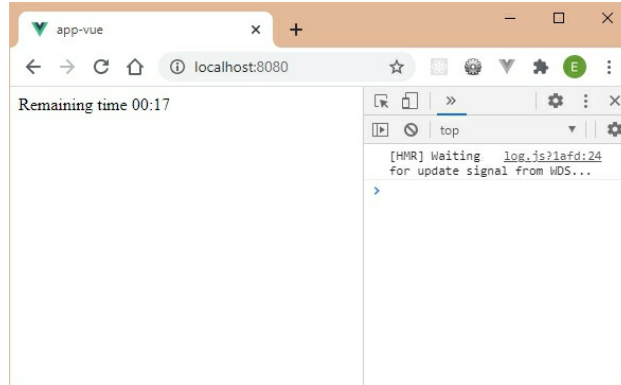 app-vue
localhost:8080
E
Remaining time 00:17
top
[HMR] Waiting log.js?1afd:24
for update signal from WDS...